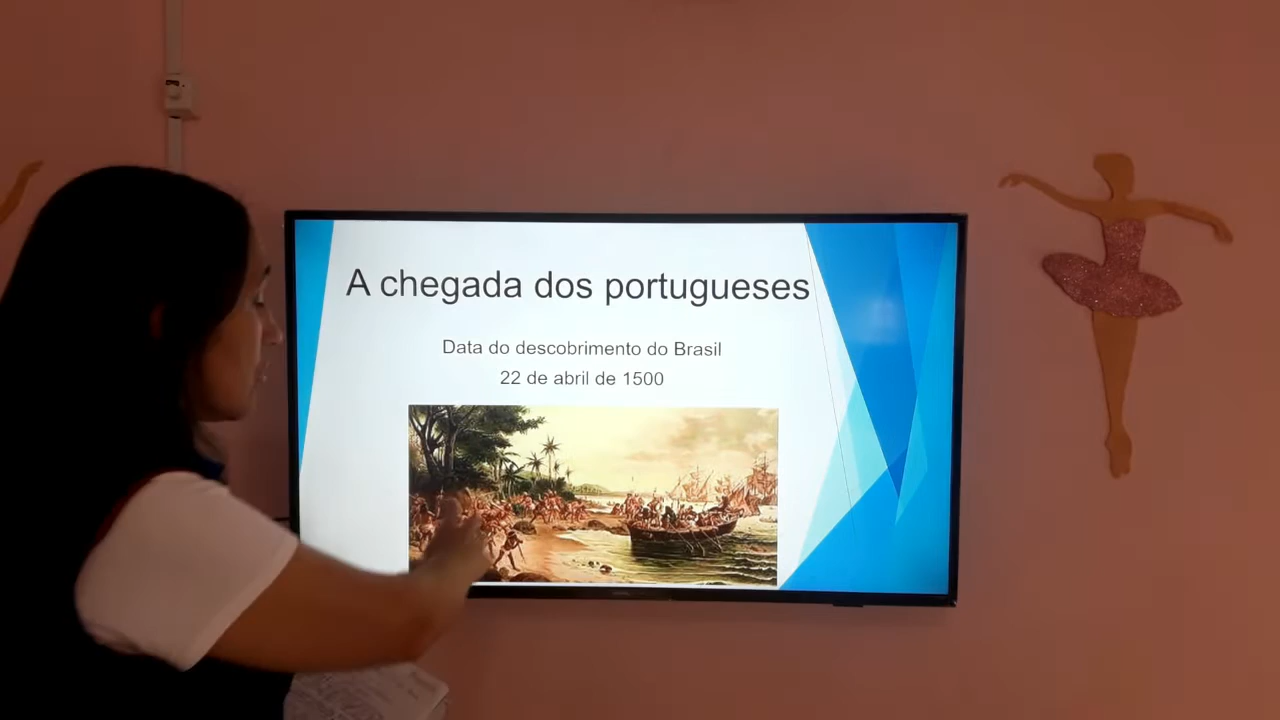 A chegada dos portugueses
Data do descobrimento do Brasil
22 de abril de 1500